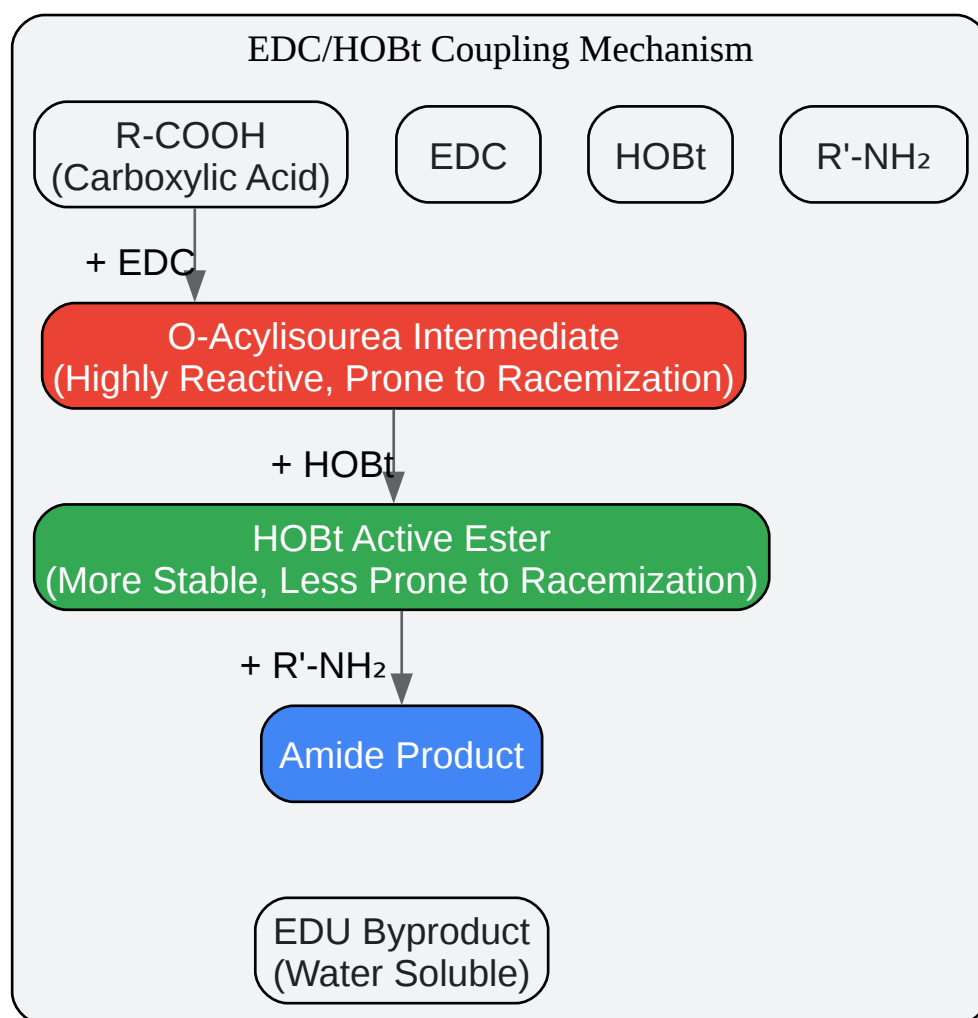 EDC/HOBt Coupling Mechanism
R-COOH
(Carboxylic Acid)
EDC
HOBt
R'-NH₂
+ EDC
O-Acylisourea Intermediate
(Highly Reactive, Prone to Racemization)
+ HOBt
HOBt Active Ester
(More Stable, Less Prone to Racemization)
+ R'-NH₂
Amide Product
EDU Byproduct
(Water Soluble)